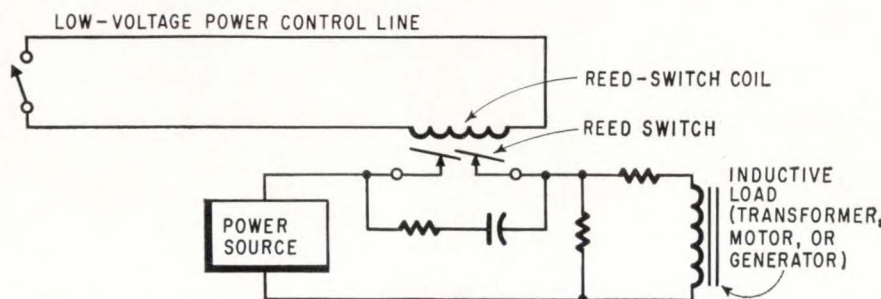 LOW-VOLTAGE POWER CONTROL LINE
REED-SWITCH COIL
REED SWITCH
POWER
SOURCE
INDUCTIVE
LOAD
(TRANSFORMER,
MOTOR, OR
GENERATOR)